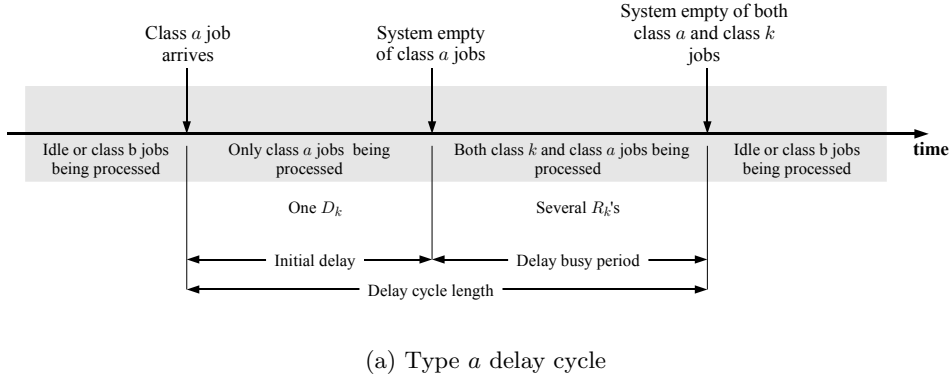 Class a job
arrives
System empty
of class a jobs
System empty of both
class a and class k
jobs
time
Idle or class b jobs
being processed
Only class a jobs being
processed
Both class k and class a jobs being
processed
Idle or class b jobs
being processed
One Dₖ
Several Rₖ's
Initial delay
Delay busy period
Delay cycle length
(a) Type a delay cycle